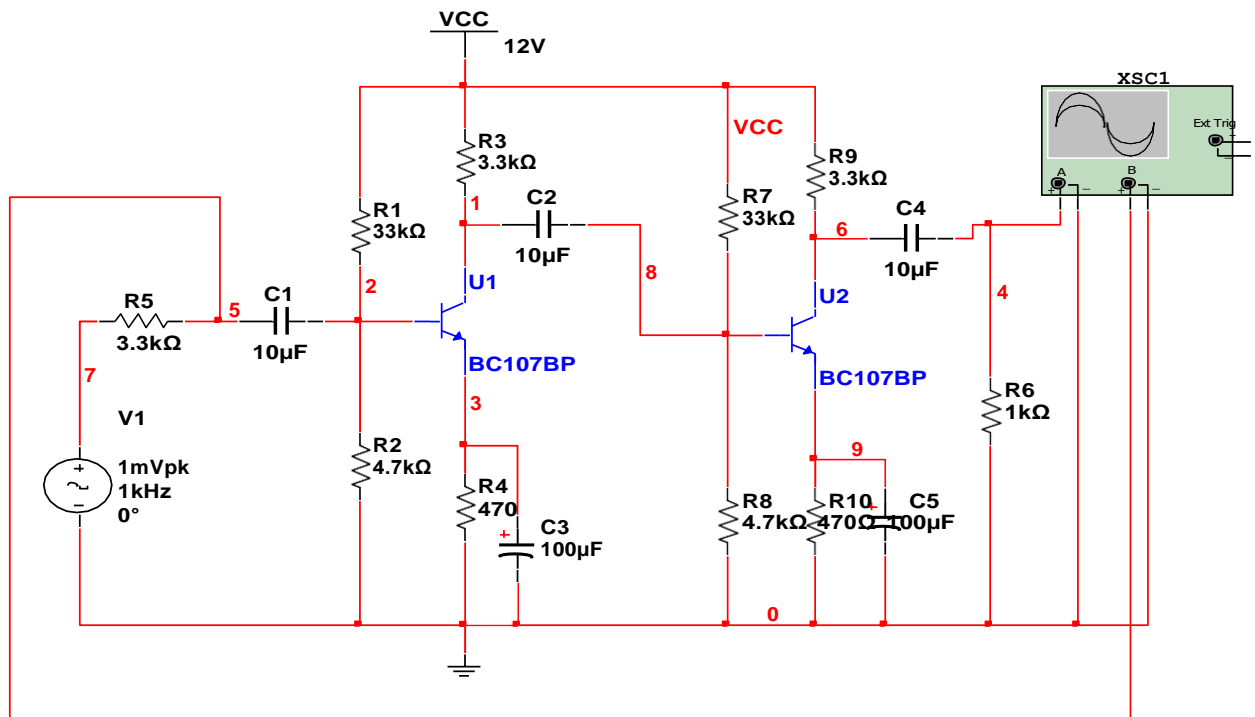 VCC
12V
XSC1
Ext Trig
+
_
A
B
+
_
+
_
VCC
R3
3.3kΩ
R9
3.3kΩ
R1
33kΩ
1
C2
10µF
R7
33kΩ
6
C4
10µF
R5
3.3kΩ
5
C1
10µF
2
U1
BC107BP
8
U2
BC107BP
4
7
3
R6
1kΩ
V1
+
1mVpk
1kHz
0°
R2
4.7kΩ
R4
470
+
C3
100µF
9
R8
4.7kΩ
R10
470Ω
+
C5
100µF
0